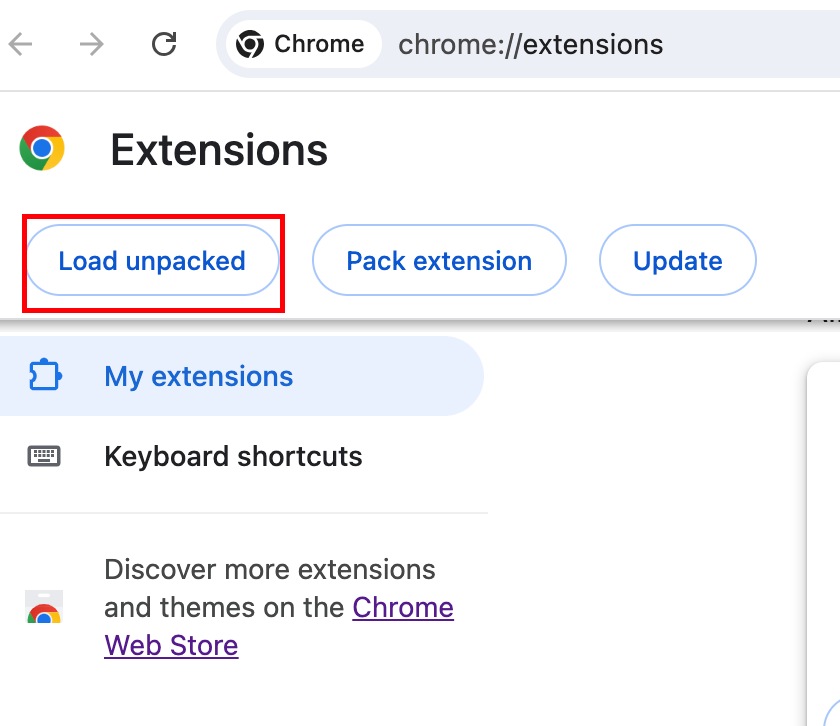 Chrome chrome://extensions
Extensions
Load unpacked Pack extension Update
My extensions
Keyboard shortcuts
Discover more extensions
and themes on the Chrome
Web Store